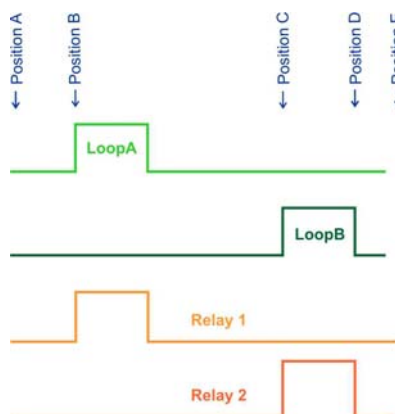 ← Position A
← Position B
← Position C
← Position D
LoopA
LoopB
Relay 1
Relay 2